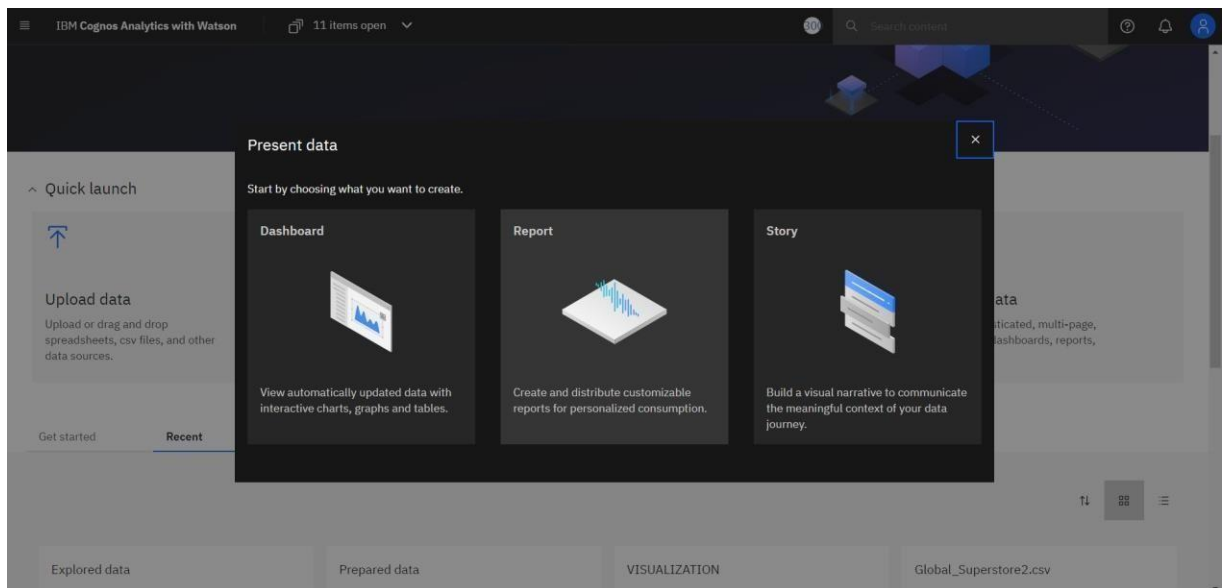 IBM Cognos Analytics with Watson
11 items open
Search content
Present data
Start by choosing what you want to create.
Quick launch
Dashboard
Report
Story
Upload data
Upload or drag and drop
spreadsheets, csv files, and other
data sources.
View automatically updated data with
interactive charts, graphs and tables.
Create and distribute customizable
reports for personalized consumption.
Build a visual narrative to communicate
the meaningful context of your data
journey.
ata
sticated, multi-page,
dashboards, reports,
Get started
Recent
Explored data
Prepared data
VISUALIZATION
Global_Superstore2.csv